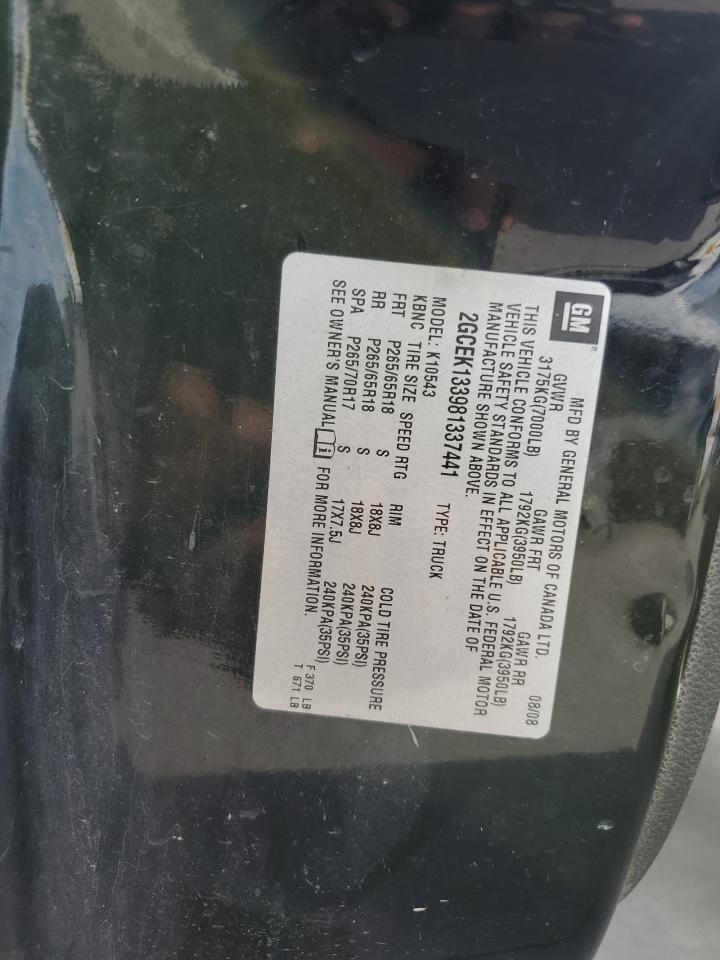 GM
MFD BY GENERAL MOTORS OF CANADA LTD.
08/08
GVWR GAWR FRT GAWR RR
3175KG(7000LB) 1792KG(3950LB) 1792KG(3950LB)
THIS VEHICLE CONFORMS TO ALL APPLICABLE U.S. FEDERAL MOTOR
VEHICLE SAFETY STANDARDS IN EFFECT ON THE DATE OF
MANUFACTURE SHOWN ABOVE.
2GCEK133981337441 TYPE: TRUCK
MODEL: K10543
KBNC TIRE SIZE SPEED RTG RIM COLD TIRE PRESSURE
FRT P265/65R18 S 18X8J 240KPA(35PSI)
RR P265/65R18 S 18X8J 240KPA(35PSI)
SPA P265/70R17 S 17X7.5J 240KPA(35PSI)
SEE OWNER'S MANUAL i FOR MORE INFORMATION.
F 370 LB
T 671 LB